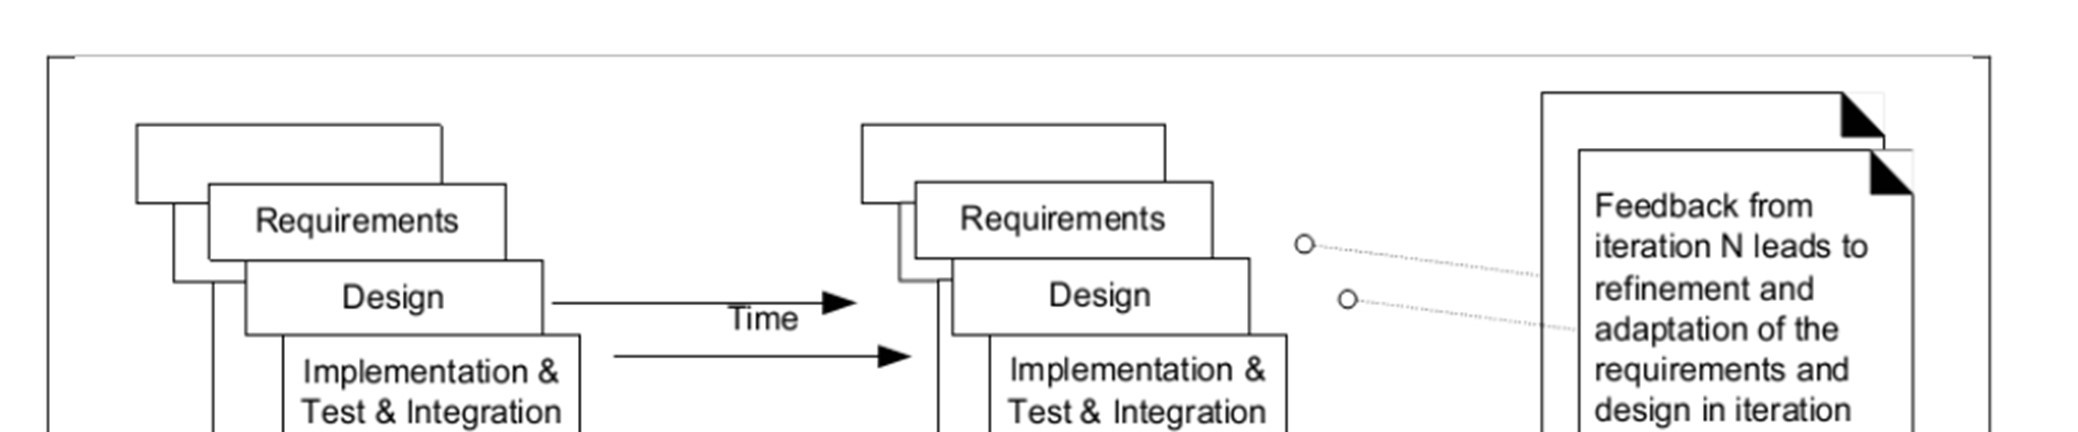 Requirements
Design
Implementation &
Test & Integration
Time
Requirements
Design
Implementation &
Test & Integration
Feedback from
iteration N leads to
refinement and
adaptation of the
requirements and
design in iteration